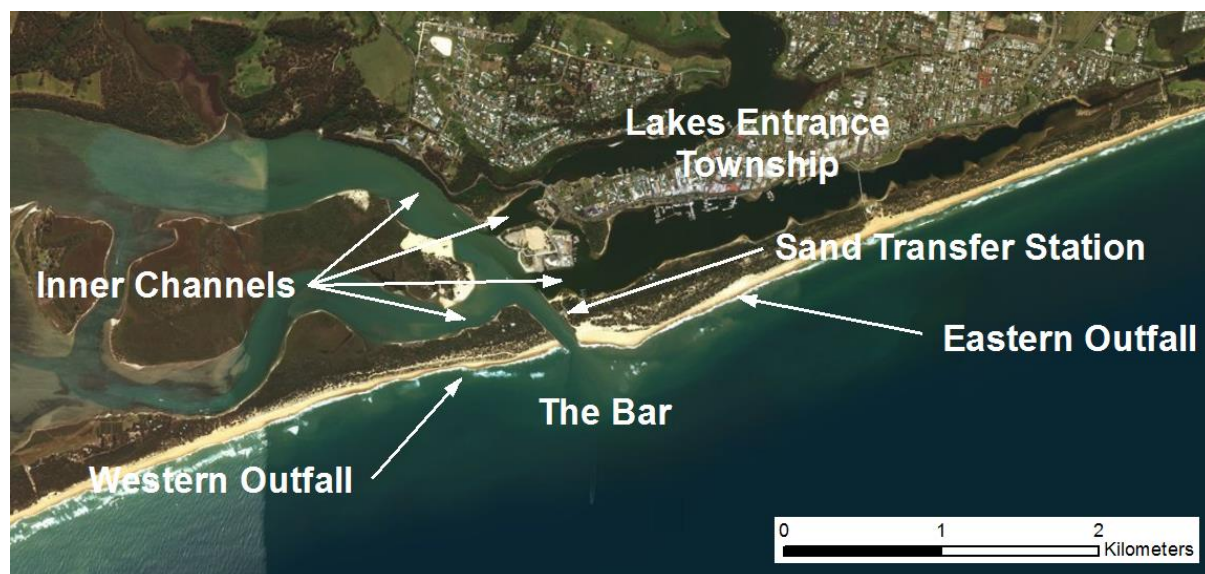 Lakes Entrance
Township
Sand Transfer Station
Inner Channels
Eastern Outfall
The Bar
Western Outfall
0 1 2
Kilometers